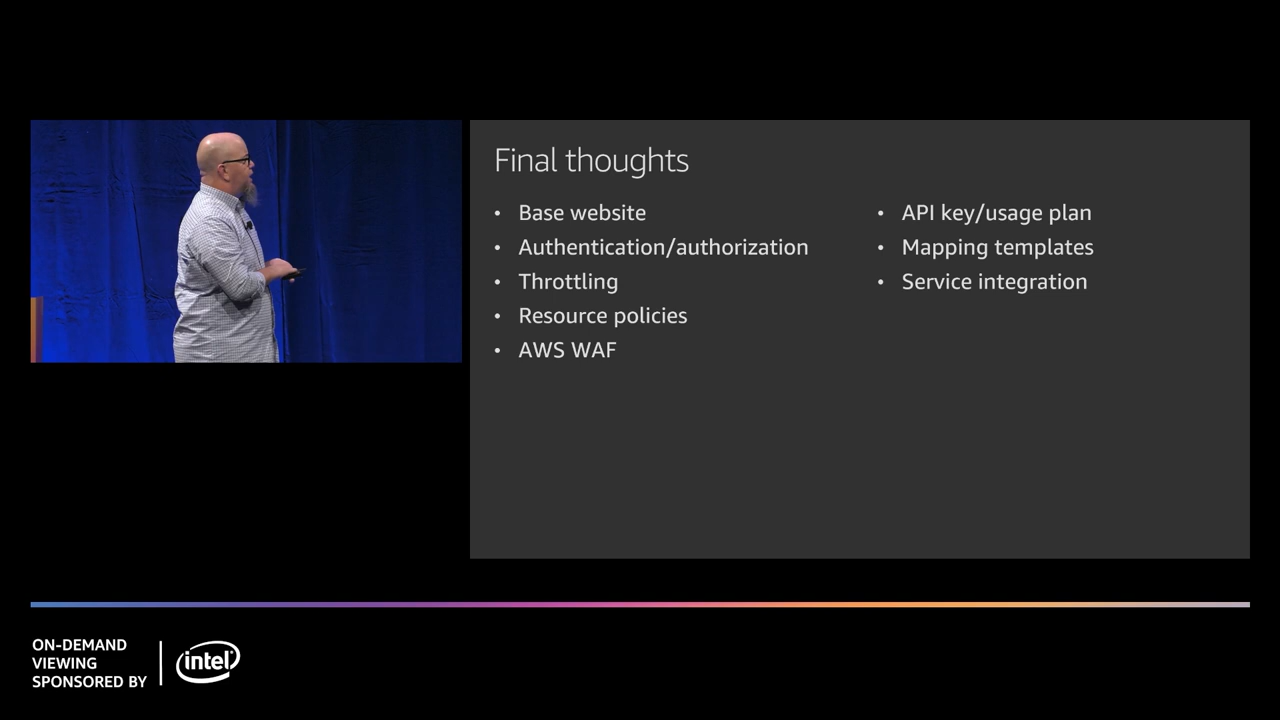 Final thoughts
• Base website
• Authentication/authorization
• Throttling
• Resource policies
• AWS WAF
• API key/usage plan
• Mapping templates
• Service integration
ON-DEMAND
VIEWING
SPONSORED BY
intel